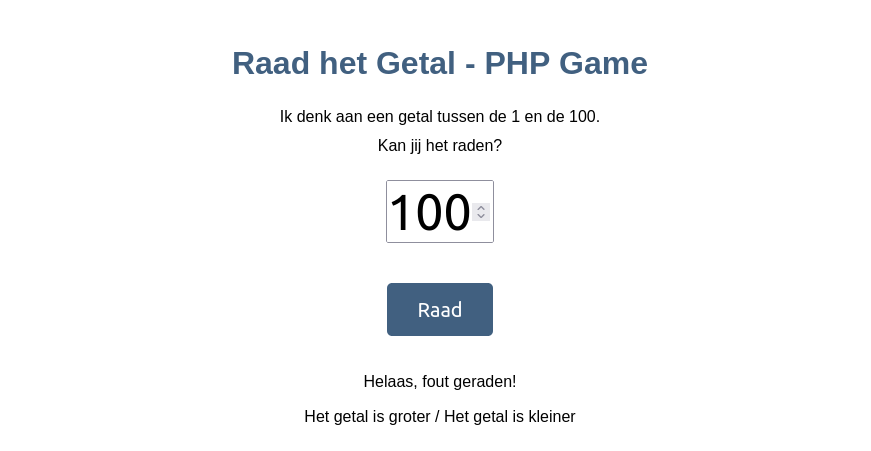 Raad het Getal - PHP Game
Ik denk aan een getal tussen de 1 en de 100.
Kan jij het raden?
100
Raad
Helaas, fout geraden!
Het getal is groter / Het getal is kleiner